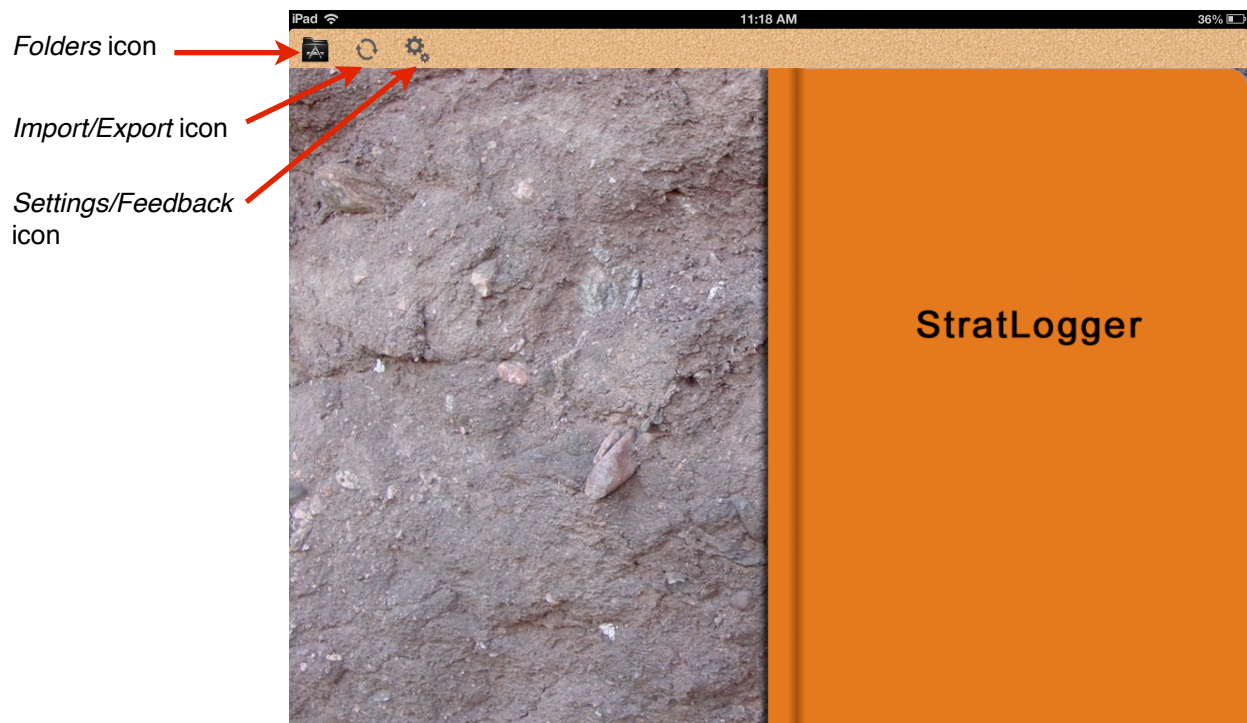 iPad 11:18 AM 36%
Folders icon
Import/Export icon
Settings/Feedback
icon
StratLogger